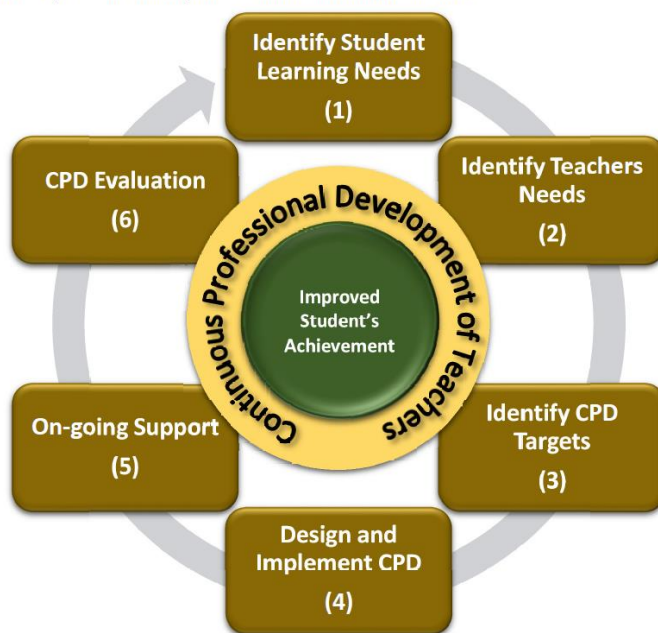 Identify Student
Learning Needs
(1)
Identify Teachers
Needs
(2)
Identify CPD
Targets
(3)
Design and
Implement CPD
(4)
On-going Support
(5)
CPD Evaluation
(6)
Continuous Professional Development of Teachers
Improved
Student’s
Achievement